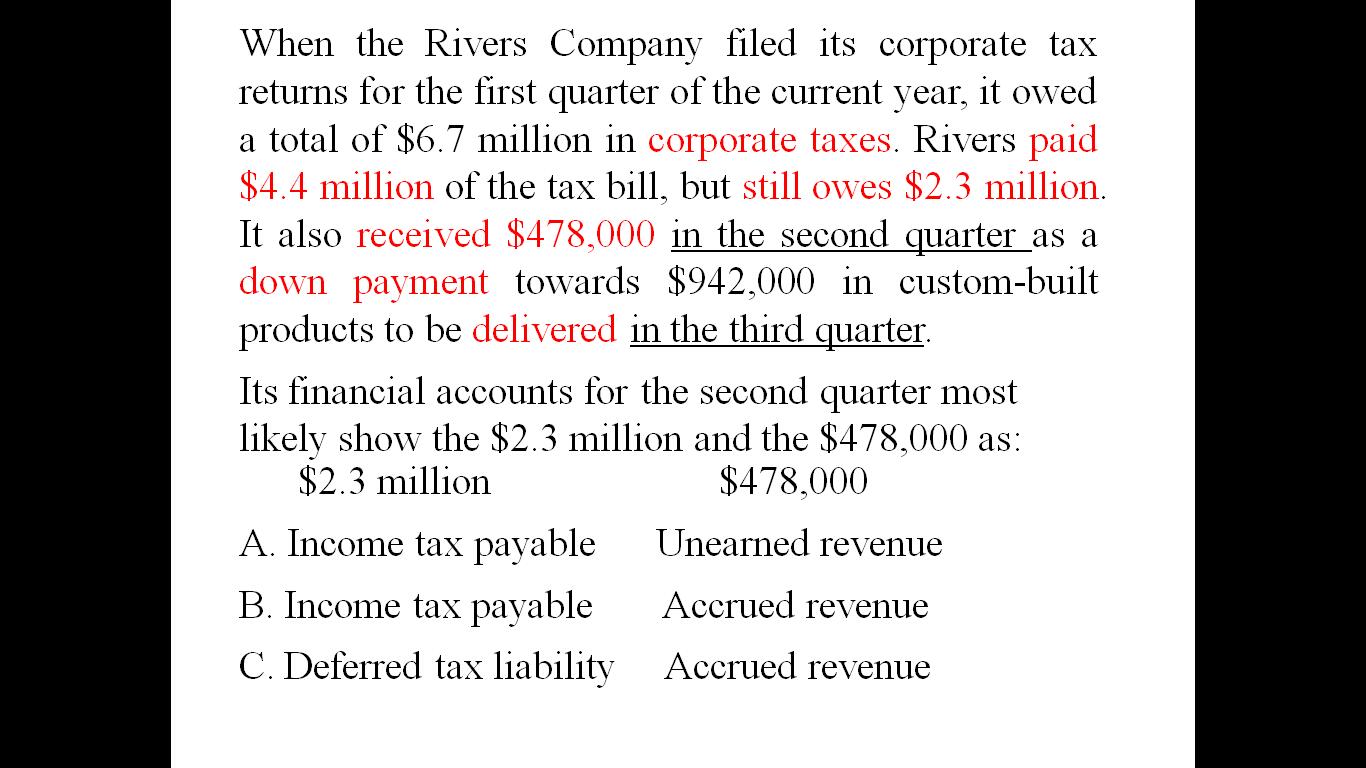 When the Rivers Company filed its corporate tax
returns for the first quarter of the current year, it owed
a total of $6.7 million in corporate taxes. Rivers paid
$4.4 million of the tax bill, but still owes $2.3 million.
It also received $478,000 in the second quarter as a
down payment towards $942,000 in custom-built
products to be delivered in the third quarter.
Its financial accounts for the second quarter most
likely show the $2.3 million and the $478,000 as:
$2.3 million $478,000
A. Income tax payable Unearned revenue
B. Income tax payable Accrued revenue
C. Deferred tax liability Accrued revenue